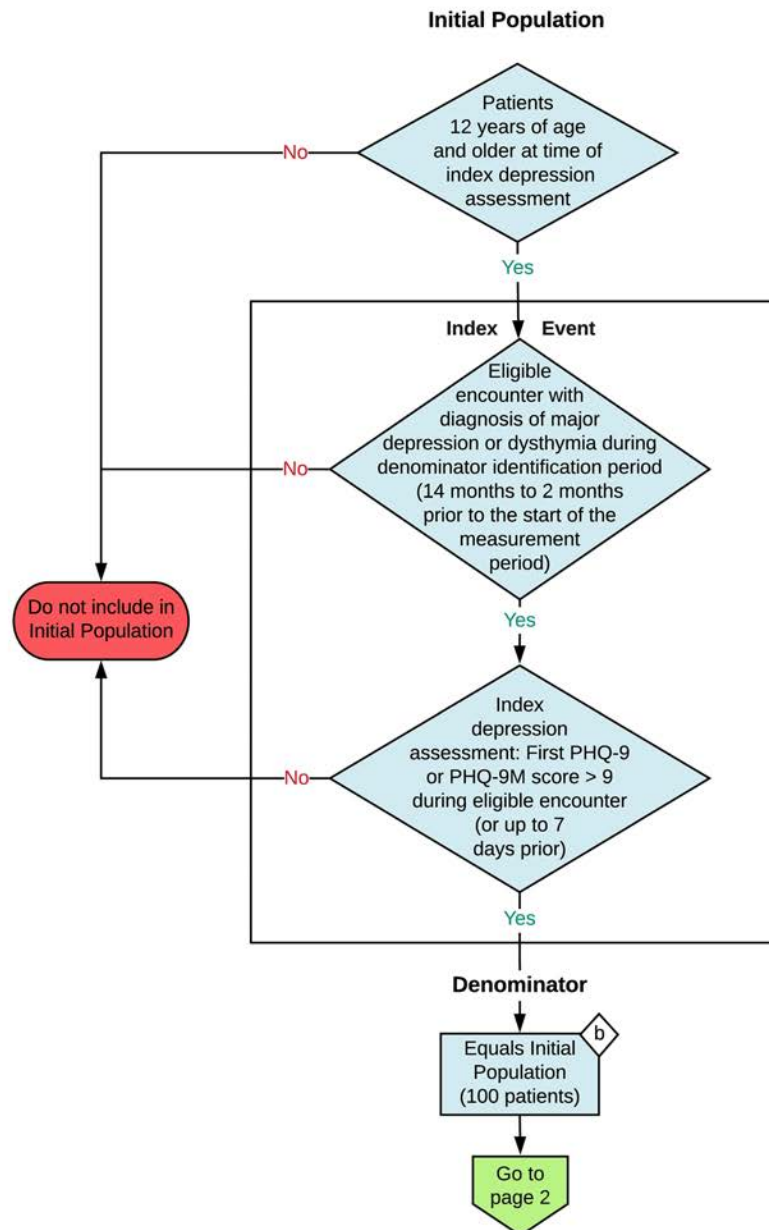 Initial Population
Patients
12 years of age
and older at time of
index depression
assessment
No
Yes
Index Event
Eligible
encounter with
diagnosis of major
depression or dysthymia during
denominator identification period
(14 months to 2 months
prior to the start of the
measurement
period)
No
Yes
Do not include in
Initial Population
Index
depression
assessment: First PHQ-9
or PHQ-9M score > 9
during eligible encounter
(or up to 7
days prior)
No
Yes
Denominator
b
Equals Initial
Population
(100 patients)
Go to
page 2